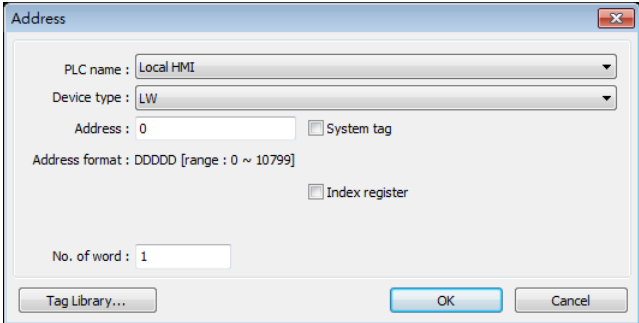 Address
PLC name : Local HMI
Device type : LW
Address : 0 System tag
Address format : DDDDD [range : 0 ~ 10799]
Index register
No. of word : 1
Tag Library... OK Cancel